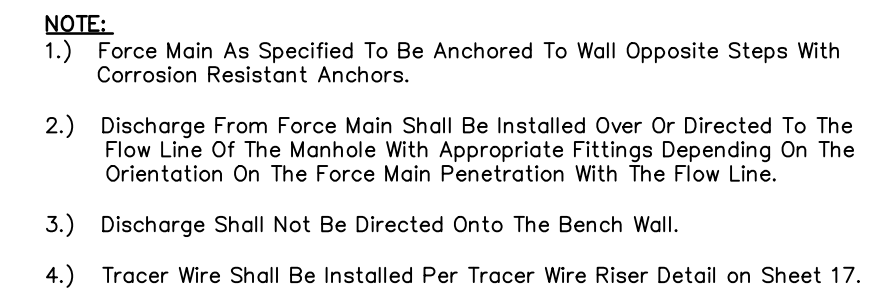 NOTE:
1.) Force Main As Specified To Be Anchored To Wall Opposite Steps With
Corrosion Resistant Anchors.
2.) Discharge From Force Main Shall Be Installed Over Or Directed To The
Flow Line Of The Manhole With Appropriate Fittings Depending On The
Orientation On The Force Main Penetration With The Flow Line.
3.) Discharge Shall Not Be Directed Onto The Bench Wall.
4.) Tracer Wire Shall Be Installed Per Tracer Wire Riser Detail on Sheet 17.